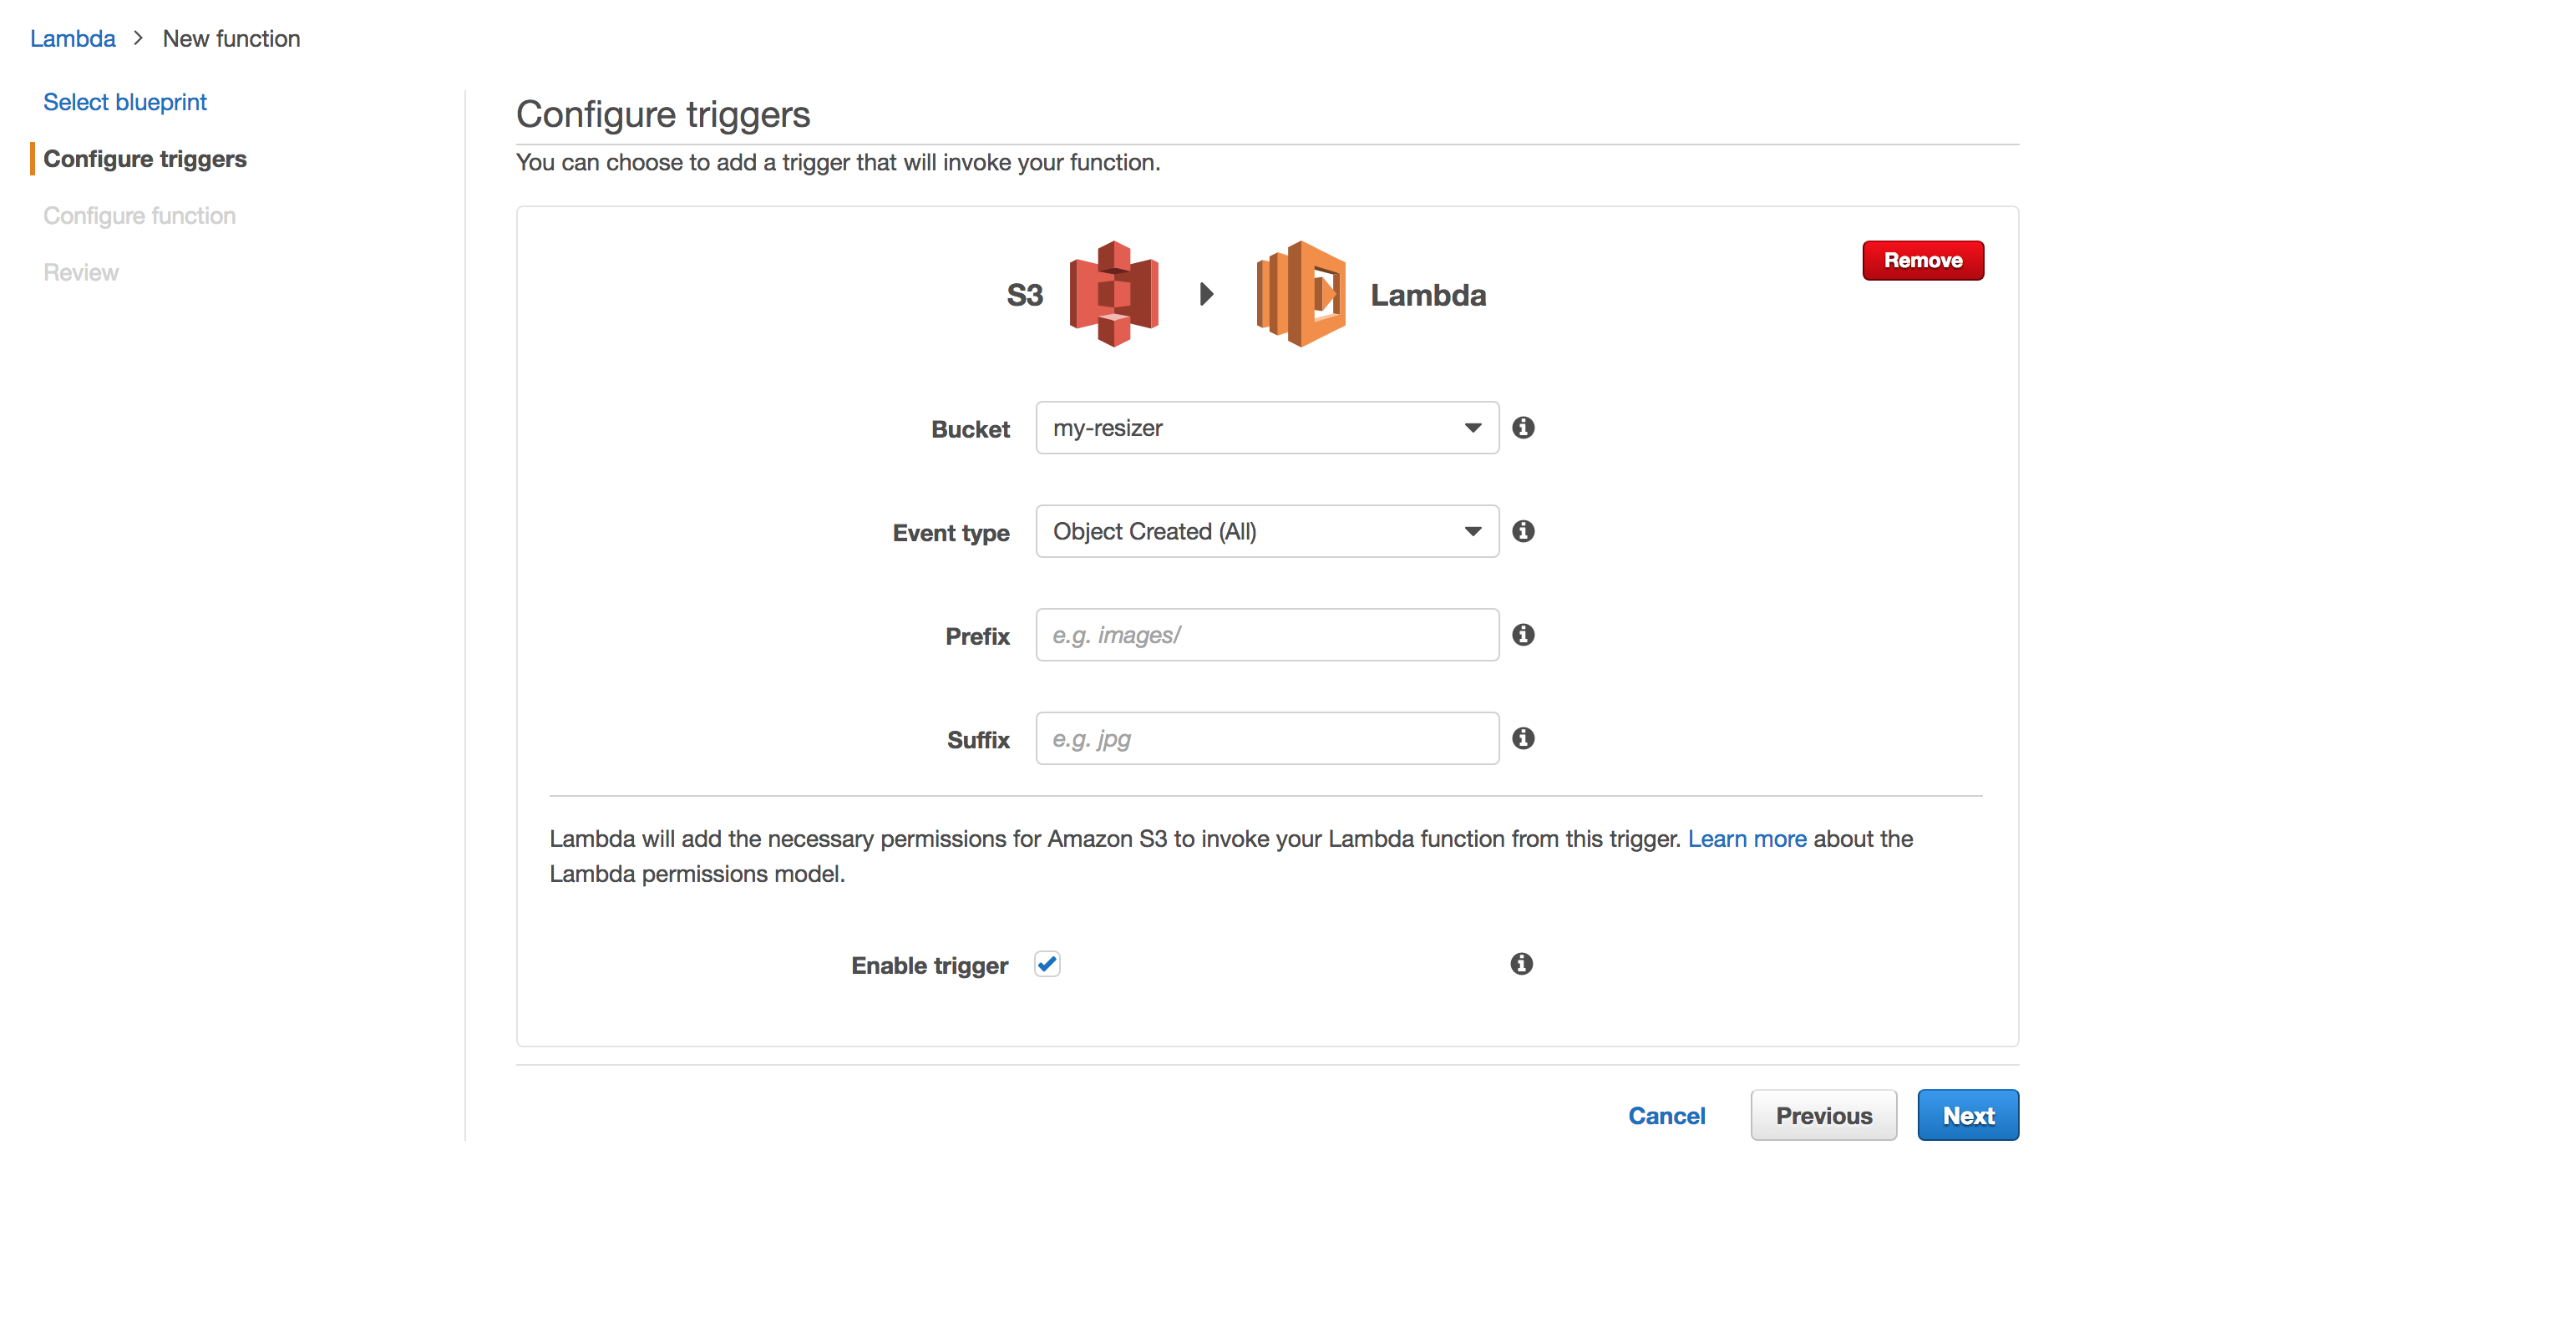 Lambda > New function
Select blueprint
Configure triggers
Configure function
Review
Configure triggers
You can choose to add a trigger that will invoke your function.
S3
Lambda
Remove
Bucket
my-resizer
Event type
Object Created (All)
Prefix
e.g. images/
Suffix
e.g. jpg
Lambda will add the necessary permissions for Amazon S3 to invoke your Lambda function from this trigger. Learn more about the
Lambda permissions model.
Enable trigger
Cancel
Previous
Next